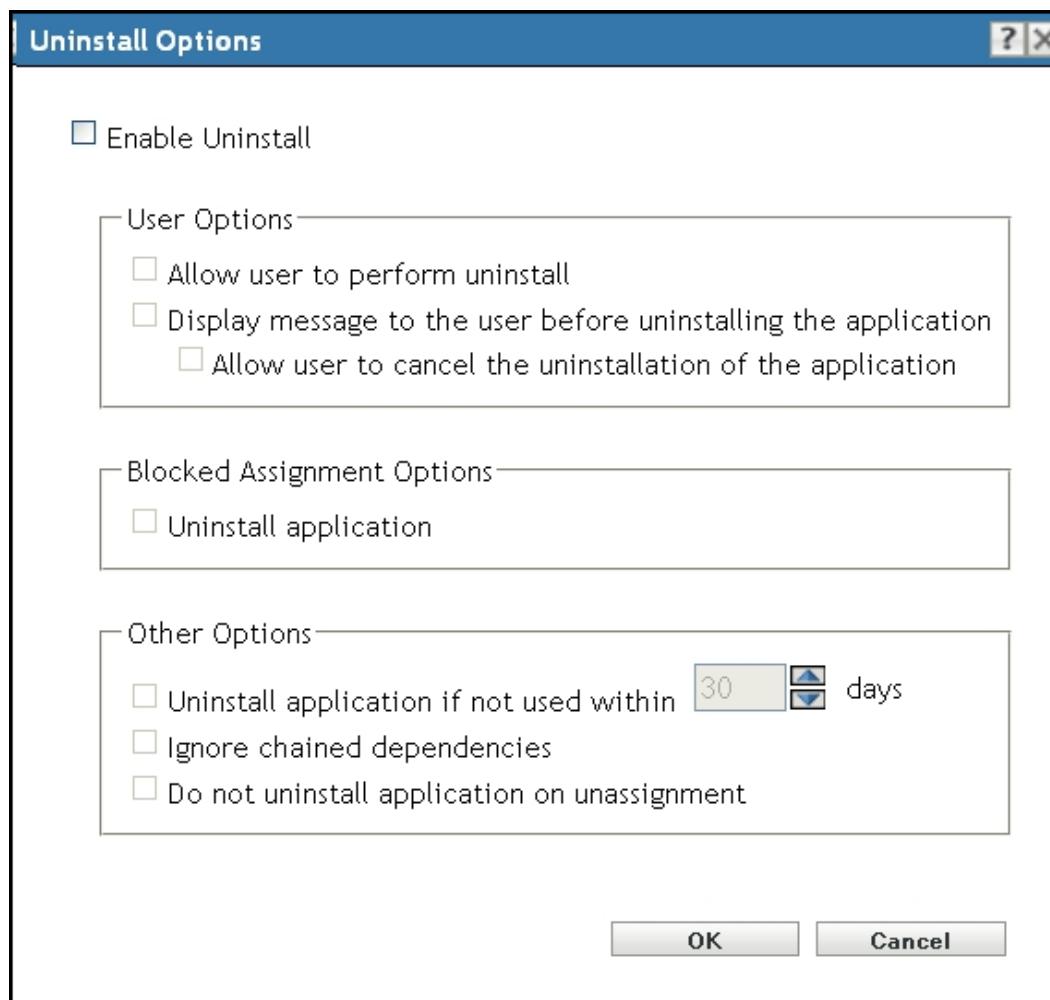 Uninstall Options
?
Enable Uninstall
User Options
Allow user to perform uninstall
Display message to the user before uninstalling the application
Allow user to cancel the uninstallation of the application
Blocked Assignment Options
Uninstall application
Other Options
Uninstall application if not used within 30 days
Ignore chained dependencies
Do not uninstall application on unassignment
OK Cancel